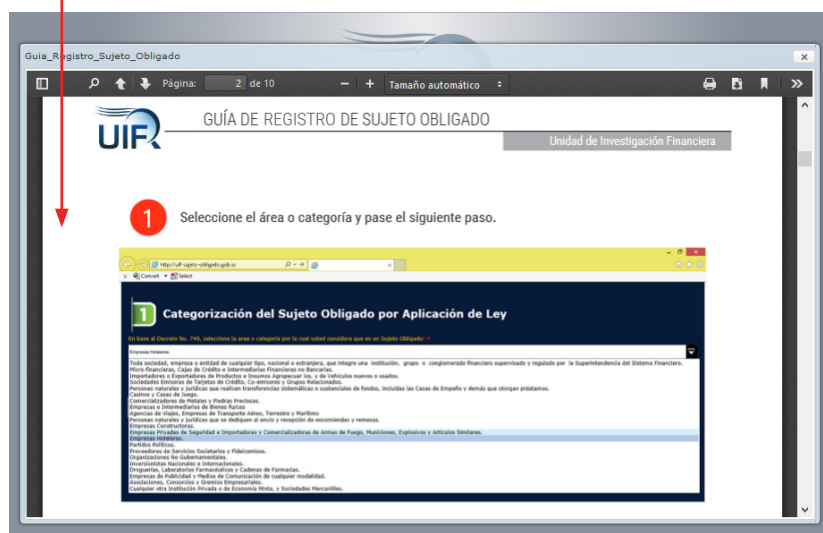 Guia_Registro_Sujeto_Obligado
Página: 2 de 10
Tamaño automático
UIF
GUÍA DE REGISTRO DE SUJETO OBLIGADO
Unidad de Investigación Financiera
1 Seleccione el área o categoría y pase el siguiente paso.
http://uif-sujeto-obligado.gob.sv
x Convert Select
1 Categorización del Sujeto Obligado por Aplicación de Ley
En base al Decreto No. 749, seleccione la area o categoría por la cual usted considera que es un Sujeto Obligado: *
Empresas Hoteleras.
Toda sociedad, empresa o entidad de cualquier tipo, nacional o extranjera, que integre una institución, grupo o conglomerado financiero supervisado y regulado por la Superintendencia del Sistema Financiero.
Micro-financieras, Cajas de Crédito e Intermediarias Financieras no Bancarias.
Importadores o Exportadores de Productos e Insumos Agropecuarios, y de Vehículos nuevos o usados.
Sociedades Emisoras de Tarjetas de Crédito, Co-emisores y Grupos Relacionados.
Personas naturales y Jurídicas que realicen transferencias sistemáticas o sustanciales de fondos, incluidas las Casas de Empeño y demás que otorgan préstamos.
Casinos y Casas de Juego.
Comercializadores de Metales y Piedras Preciosas.
Empresas e Intermediarios de Bienes Raíces
Agencias de Viajes, Empresas de Transporte Aéreo, Terrestre y Marítimo
Personas naturales y jurídicas que se dediquen al envío y recepción de encomiendas y remesas.
Empresas Constructoras.
Empresas Privadas de Seguridad e Importadoras y Comercializadoras de Armas de Fuego, Municiones, Explosivos y Artículos Similares.
Empresas Hoteleras.
Partidos Políticos.
Proveedores de Servicios Societarios y Fideicomisos.
Organizaciones No Gubernamentales.
Inversionistas Nacionales e Internacionales.
Droguerías, Laboratorios Farmacéuticos y Cadenas de Farmacias.
Empresas de Publicidad y Medios de Comunicación de cualquier modalidad.
Asociaciones, Consorcios y Gremios Empresariales.
Cualquier otra Institución Privada o de Economía Mixta, y Sociedades Mercantiles.